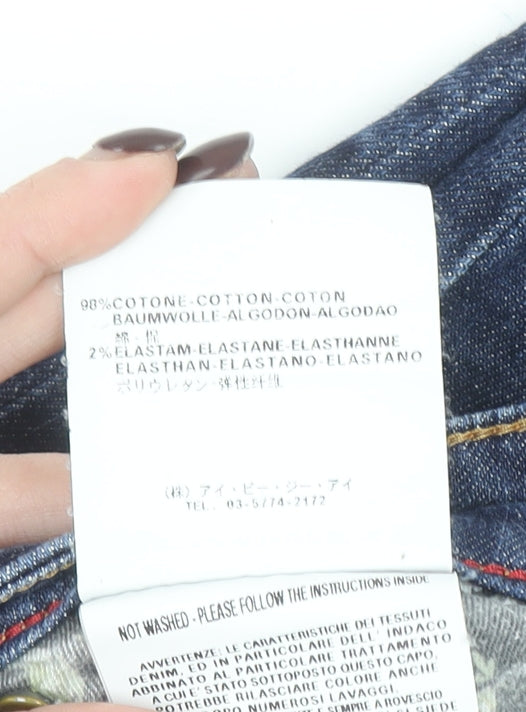 98% COTONE-COTTON-COTON
BAUMWOLLE-ALGODON-ALGODAO
綿 - 棉
2% ELASTAM-ELASTANE-ELASTHANNE
ELASTHAN-ELASTANO-ELASTANO
ポリウレタン-弹性纤维
(株) アイ・ピー・ジー・アイ
TEL. 03-5774-2172
NOT WASHED - PLEASE FOLLOW THE INSTRUCTIONS INSIDE
AVVERTENZE: LE CARATTERISTICHE DEI TESSUTI
DENIM, ED IN PARTICOLARE DELL' INDACO
ABBINATO AL PARTICOLARE TRATTAMENTO
A CUI E' STATO SOTTOPOSTO QUESTO CAPO,
POTREBBE RILASCIARE COLORE ANCHE
DOPO NUMEROSI LAVAGGI.
SEMPRE A ROVESCIO